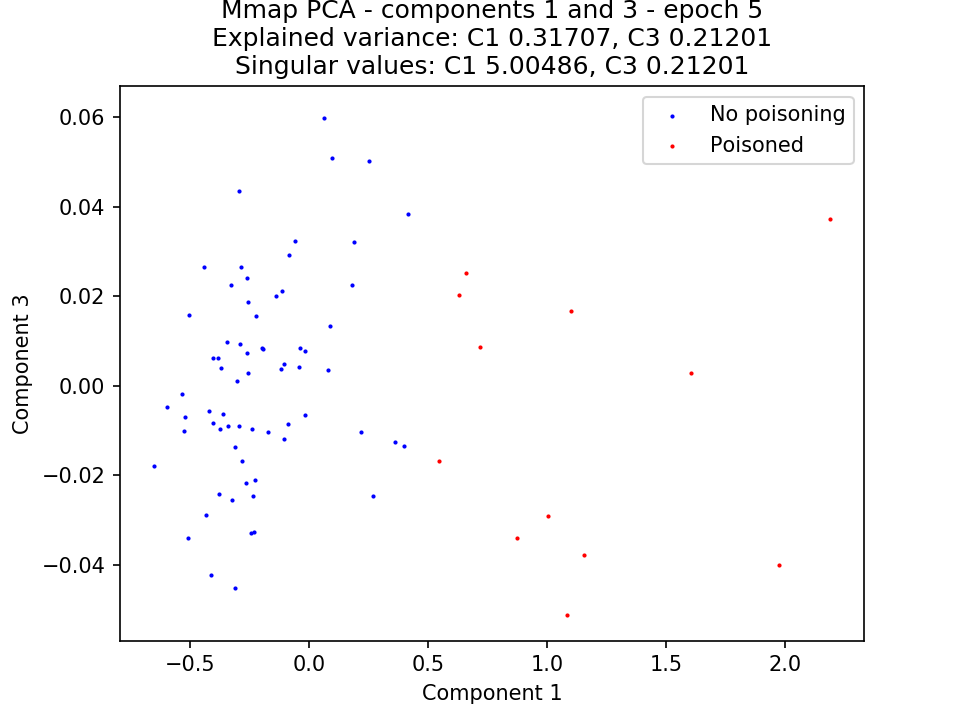 Mmap PCA - components 1 and 3 - epoch 5
Explained variance: C1 0.31707, C3 0.21201
Singular values: C1 5.00486, C3 0.21201
No poisoning
Poisoned
0.06
0.04
0.02
0.00
−0.02
−0.04
Component 3
−0.5 0.0 0.5 1.0 1.5 2.0
Component 1